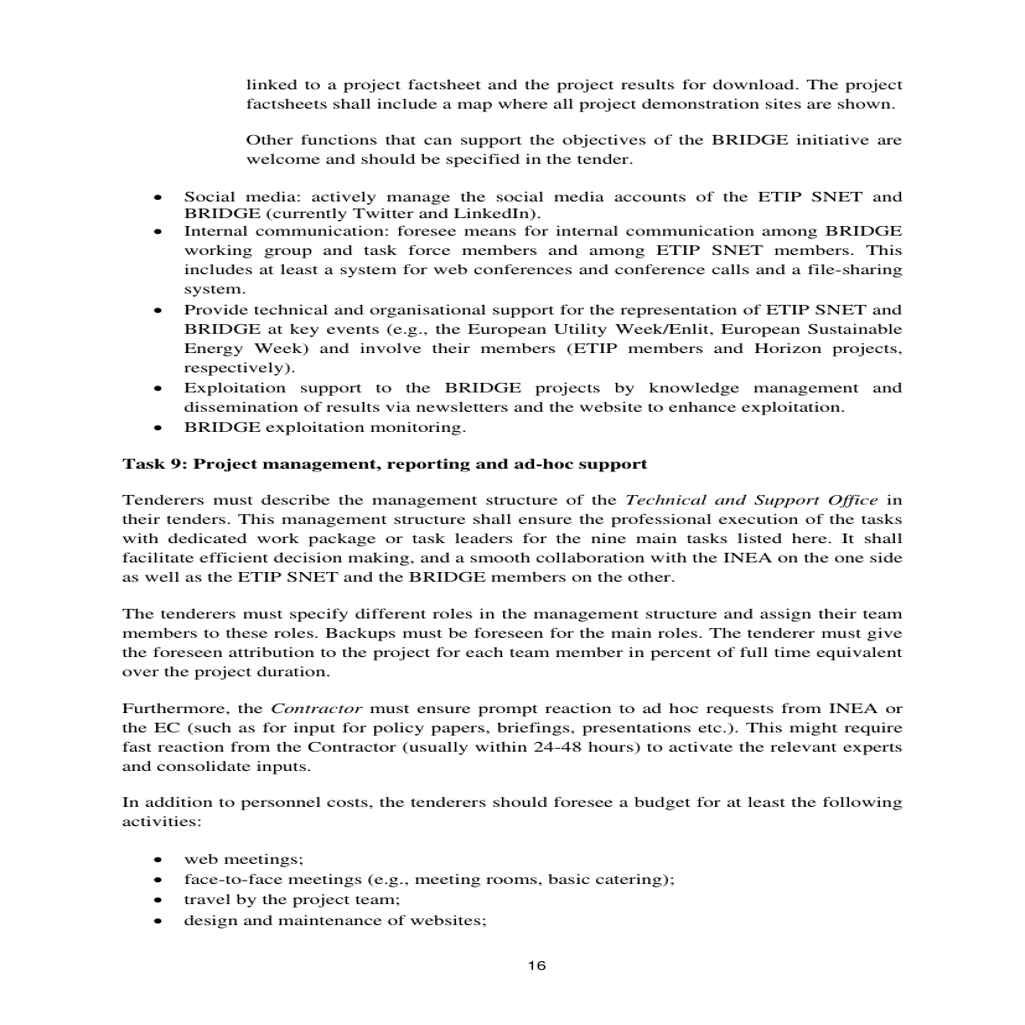 linked to a project factsheet and the project results for download. The project
factsheets shall include a map where all project demonstration sites are shown.
Other functions that can support the objectives of the BRIDGE initiative are
welcome and should be specified in the tender.
• Social media: actively manage the social media accounts of the ETIP SNET and
BRIDGE (currently Twitter and LinkedIn).
• Internal communication: foresee means for internal communication among BRIDGE
working group and task force members and among ETIP SNET members. This
includes at least a system for web conferences and conference calls and a file-sharing
system.
• Provide technical and organisational support for the representation of ETIP SNET and
BRIDGE at key events (e.g., the European Utility Week/Enlit, European Sustainable
Energy Week) and involve their members (ETIP members and Horizon projects,
respectively).
• Exploitation support to the BRIDGE projects by knowledge management and
dissemination of results via newsletters and the website to enhance exploitation.
• BRIDGE exploitation monitoring.
Task 9: Project management, reporting and ad-hoc support
Tenderers must describe the management structure of the Technical and Support Office in
their tenders. This management structure shall ensure the professional execution of the tasks
with dedicated work package or task leaders for the nine main tasks listed here. It shall
facilitate efficient decision making, and a smooth collaboration with the INEA on the one side
as well as the ETIP SNET and the BRIDGE members on the other.
The tenderers must specify different roles in the management structure and assign their team
members to these roles. Backups must be foreseen for the main roles. The tenderer must give
the foreseen attribution to the project for each team member in percent of full time equivalent
over the project duration.
Furthermore, the Contractor must ensure prompt reaction to ad hoc requests from INEA or
the EC (such as for input for policy papers, briefings, presentations etc.). This might require
fast reaction from the Contractor (usually within 24-48 hours) to activate the relevant experts
and consolidate inputs.
In addition to personnel costs, the tenderers should foresee a budget for at least the following
activities:
• web meetings;
• face-to-face meetings (e.g., meeting rooms, basic catering);
• travel by the project team;
• design and maintenance of websites;
16